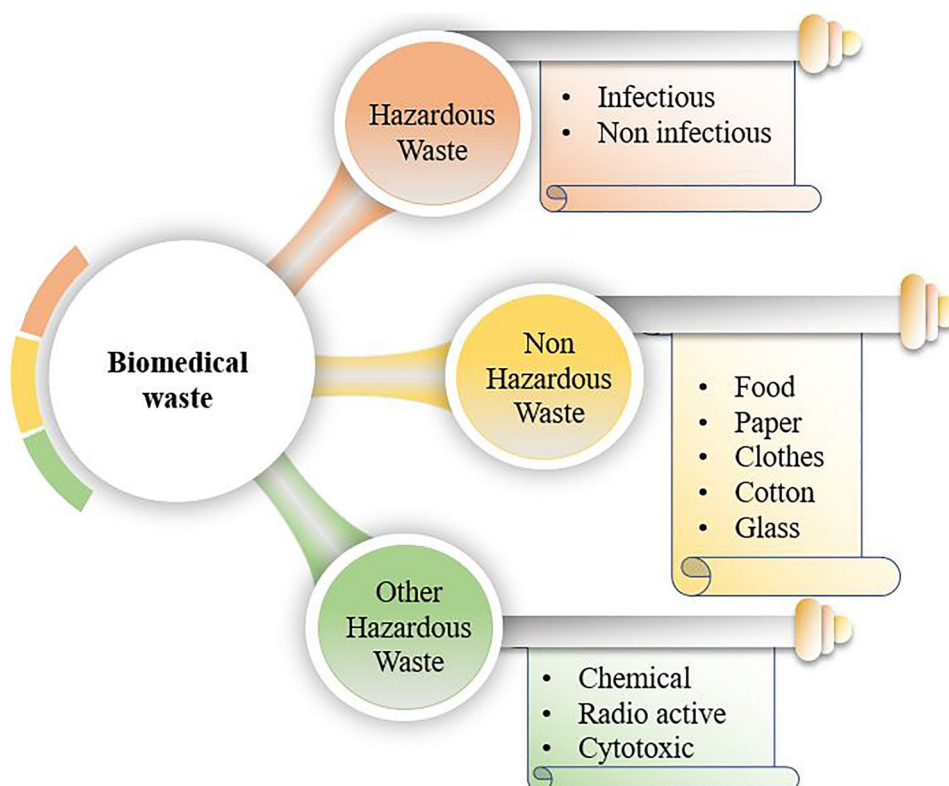 Biomedical
waste
Hazardous
Waste
• Infectious
• Non infectious
Non
Hazardous
Waste
• Food
• Paper
• Clothes
• Cotton
• Glass
Other
Hazardous
Waste
• Chemical
• Radio active
• Cytotoxic